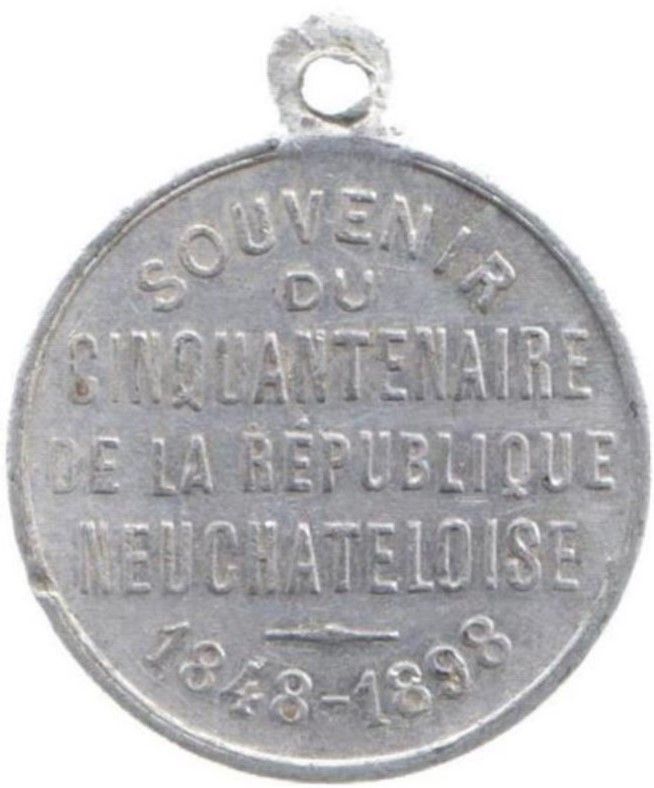 SOUVENIR
DU
CINQUANTENAIRE
DE LA RÉPUBLIQUE
NEUCHATELOISE
1848-1898